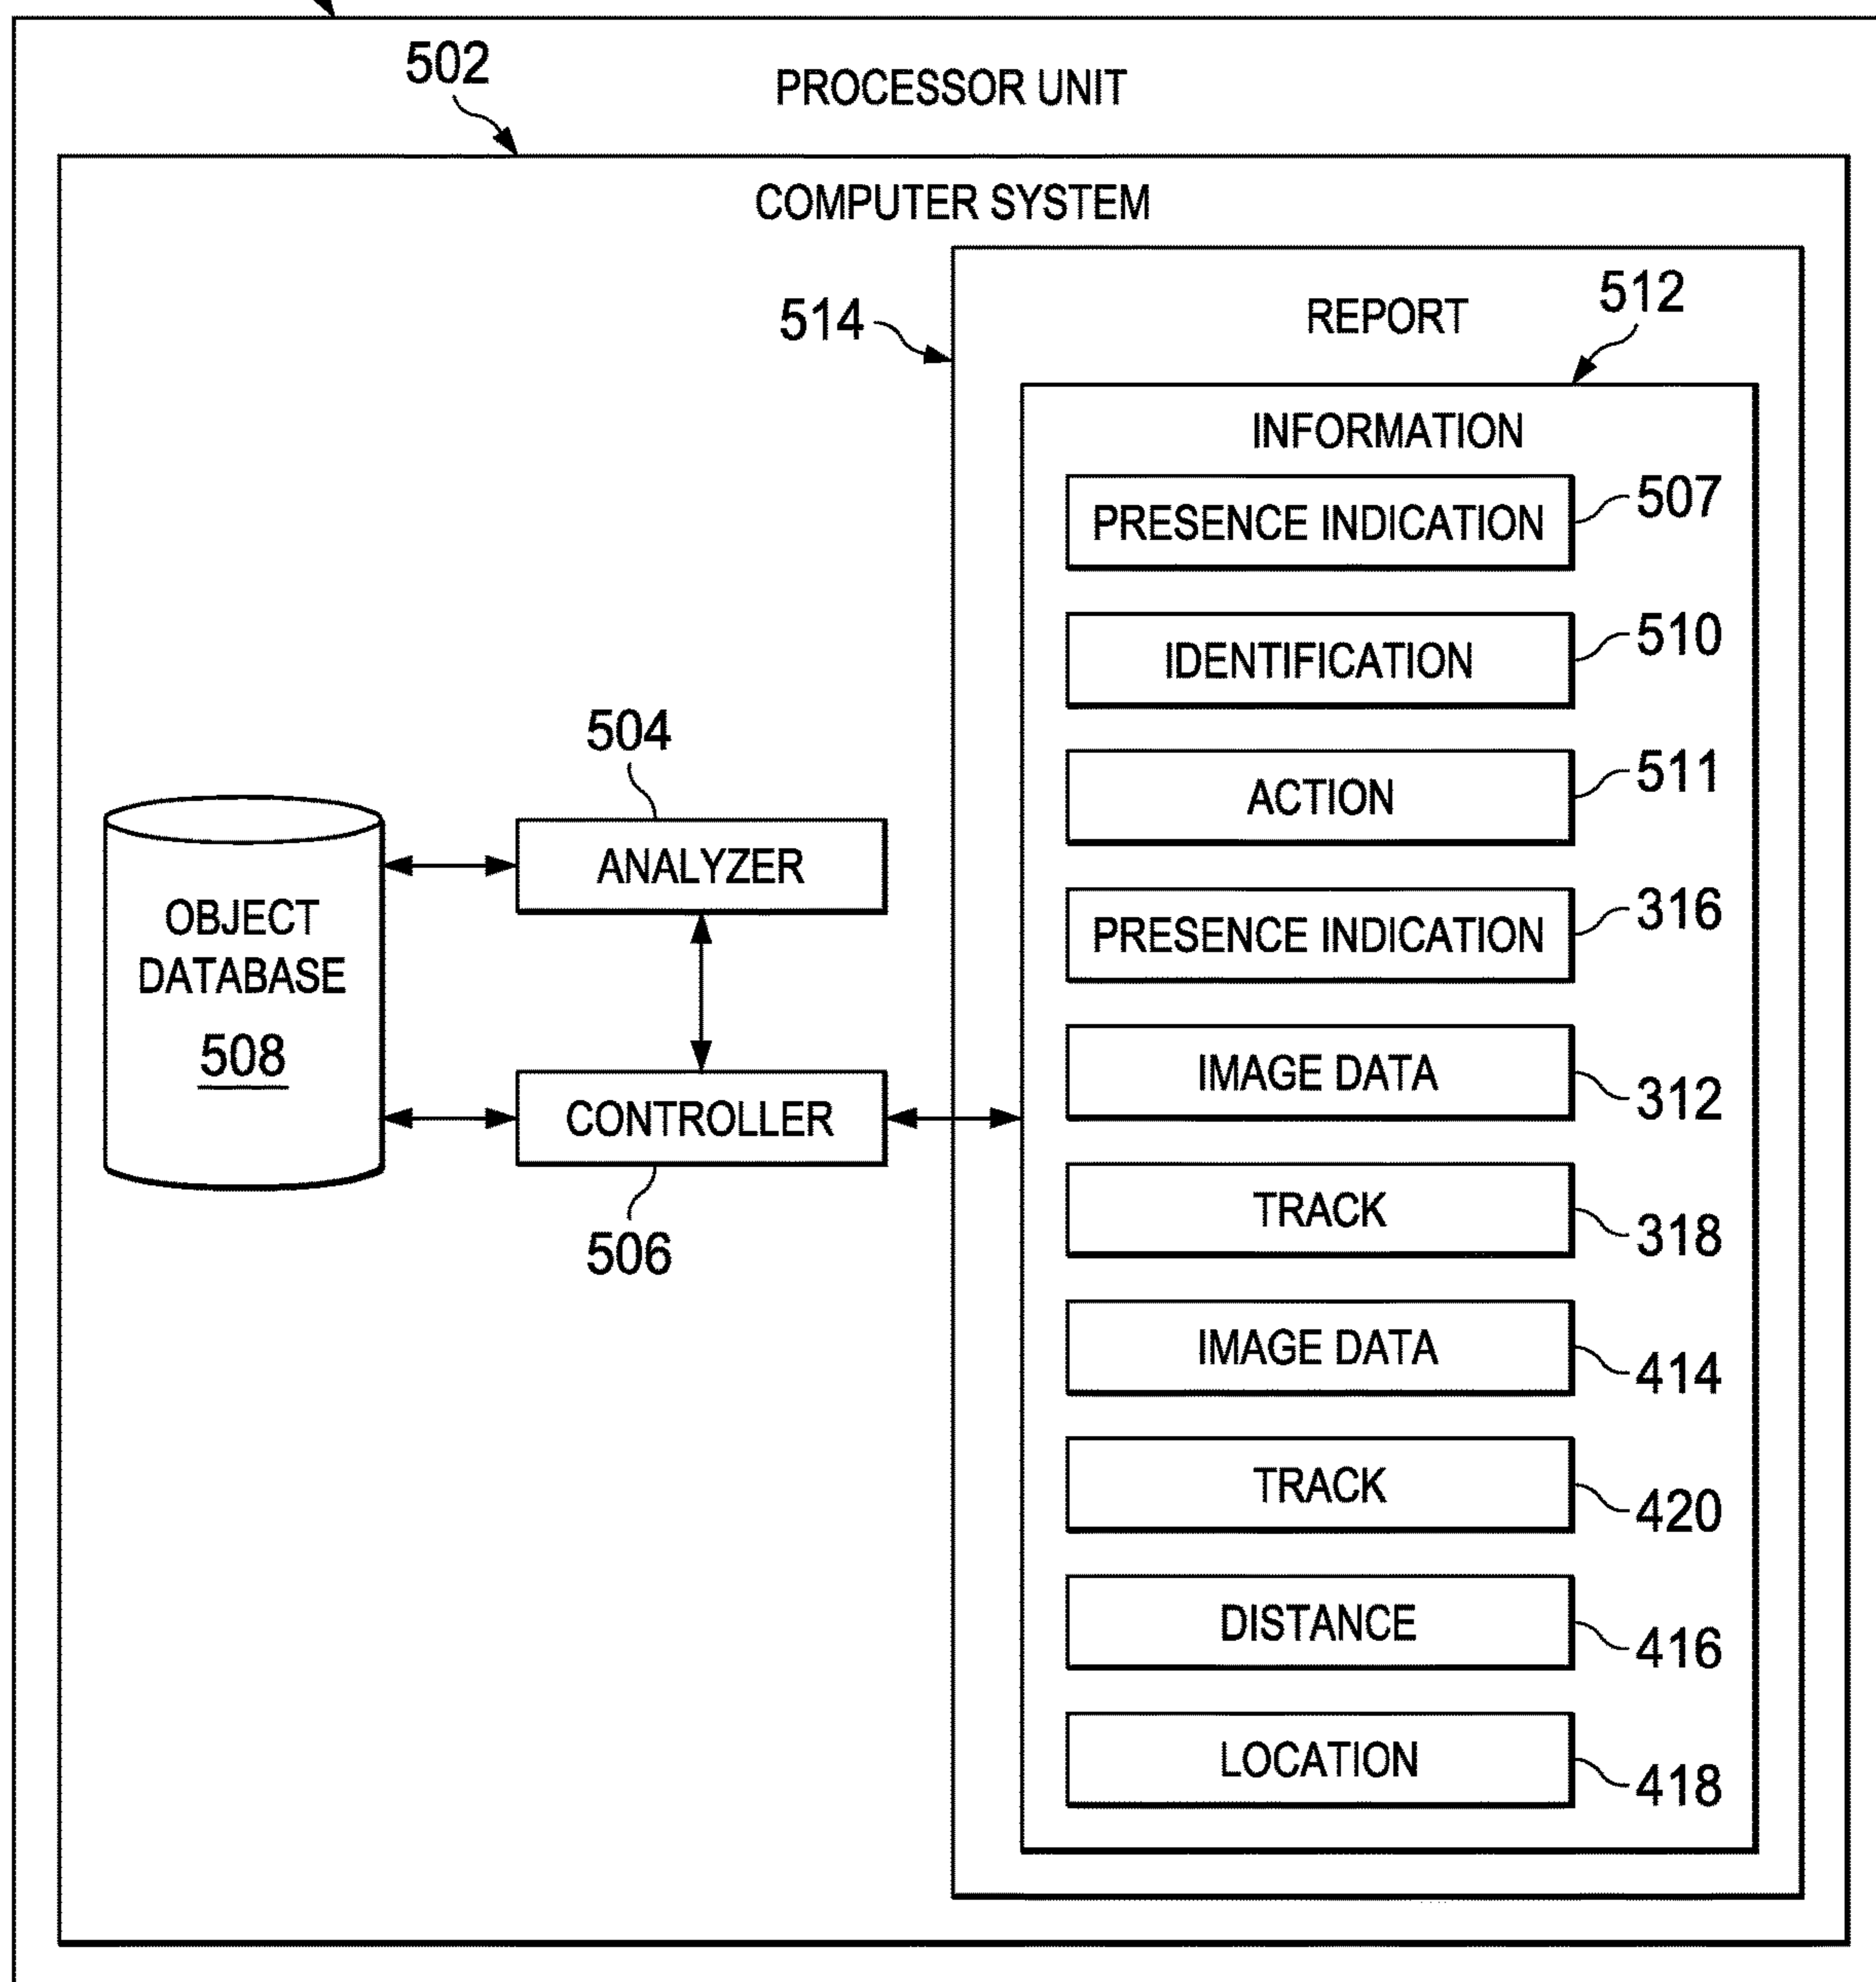 502
PROCESSOR UNIT
COMPUTER SYSTEM
514
REPORT
512
INFORMATION
PRESENCE INDICATION
507
IDENTIFICATION
510
ACTION
511
PRESENCE INDICATION
316
IMAGE DATA
312
TRACK
318
IMAGE DATA
414
TRACK
420
DISTANCE
416
LOCATION
418
504
ANALYZER
OBJECT
DATABASE
508
CONTROLLER
506